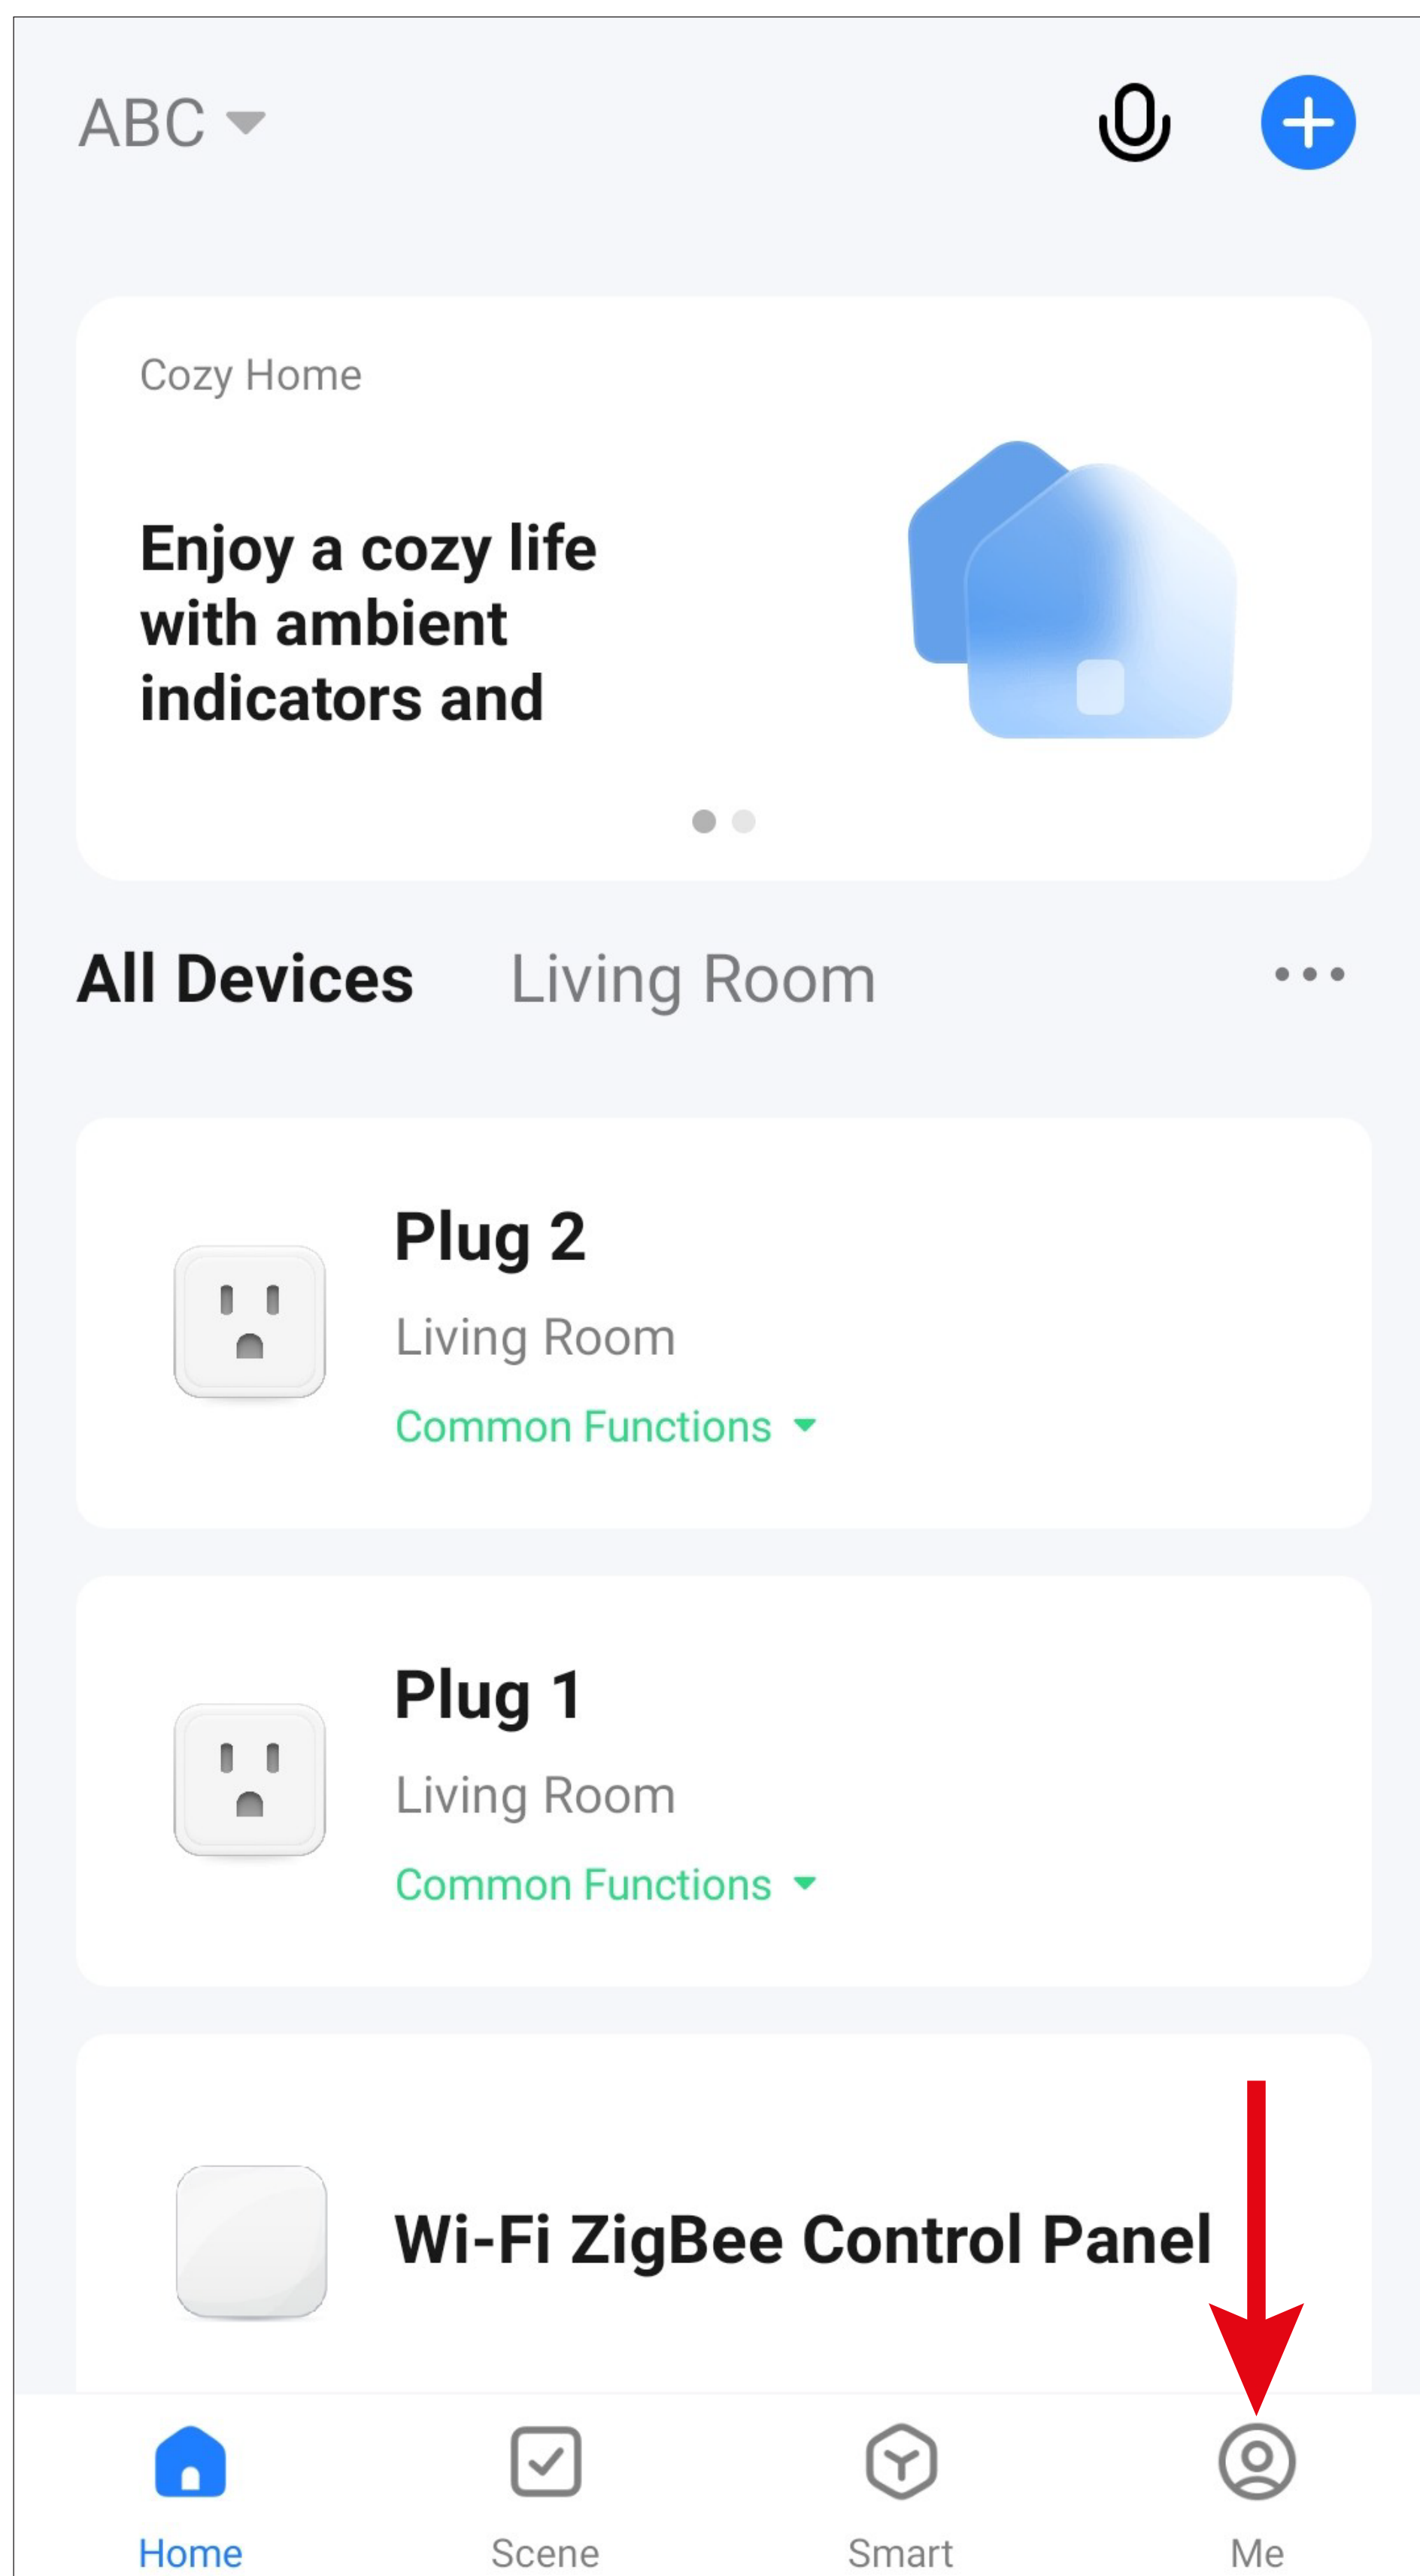 ABC
Cozy Home
Enjoy a cozy life
with ambient
indicators and
All Devices
Living Room
Plug 2
Living Room
Common Functions
Plug 1
Living Room
Common Functions
Wi-Fi ZigBee Control Panel
Home
Scene
Smart
Me